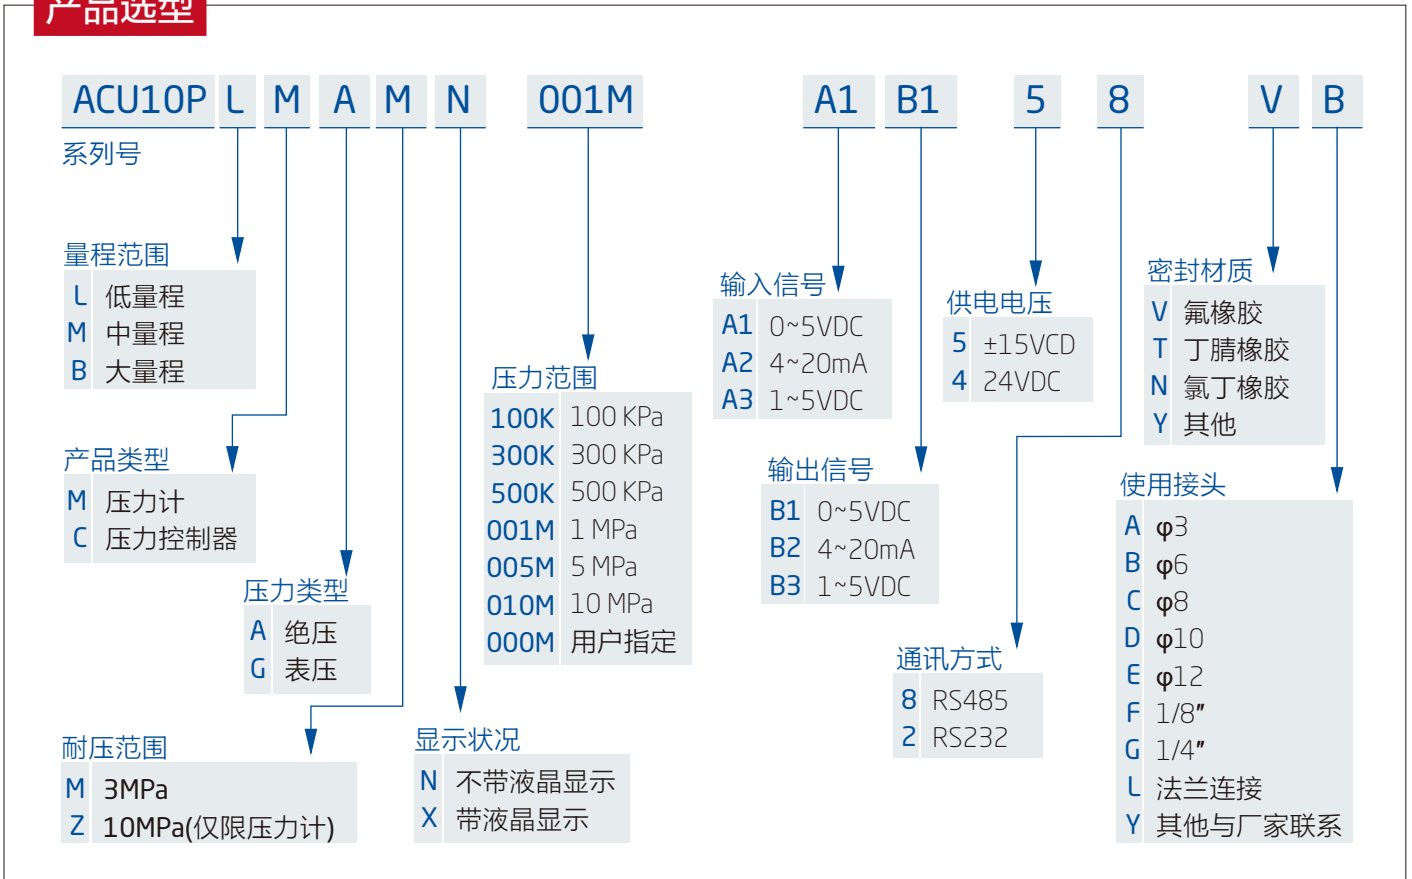 产品选型
ACU10P L M A M N 001M A1 B1 5 8 V B
系列号
量程范围
L 低量程
M 中量程
B 大量程
产品类型
M 压力计
C 压力控制器
压力类型
A 绝压
G 表压
耐压范围
M 3MPa
Z 10MPa(仅限压力计)
显示状况
N 不带液晶显示
X 带液晶显示
压力范围
100K 100 KPa
300K 300 KPa
500K 500 KPa
001M 1 MPa
005M 5 MPa
010M 10 MPa
000M 用户指定
输入信号
A1 0~5VDC
A2 4~20mA
A3 1~5VDC
输出信号
B1 0~5VDC
B2 4~20mA
B3 1~5VDC
供电电压
5 ±15VCD
4 24VDC
通讯方式
8 RS485
2 RS232
密封材质
V 氟橡胶
T 丁腈橡胶
N 氯丁橡胶
Y 其他
使用接头
A φ3
B φ6
C φ8
D φ10
E φ12
F 1/8"
G 1/4"
L 法兰连接
Y 其他与厂家联系